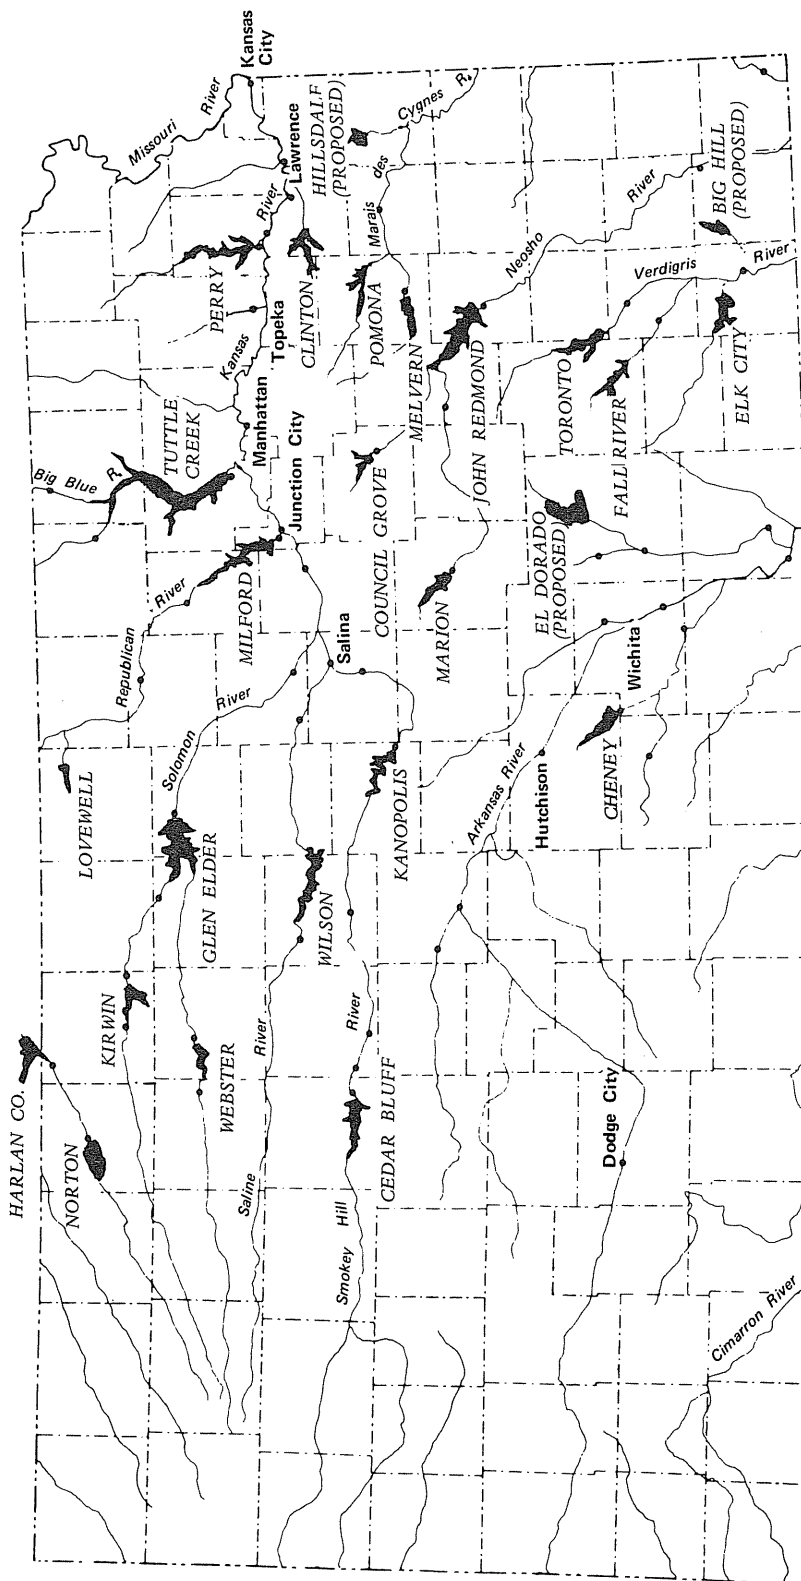 HARLAN CO.
NORTON
KIRWIN
WEBSTER
GLEN ELDER
LOVEWELL
Solomon
River
Republican
River
MILFORD
Big Blue
R.
TUTTLE
CREEK
Manhattan
Junction City
Kansas
River
Topeka
PERRY
CLINTON
Lawrence
Missouri
River
Kansas
City
HILLSDALF
(PROPOSED)
Saline
River
WILSON
Salina
Smokey
Hill
River
CEDAR BLUFF
KANOPOLIS
COUNCIL GROVE
MARION
POMONA
MELVERN
Marais
des
Cygnes
R.
JOHN REDMOND
Neosho
River
Arkansas River
Hutchison
CHENEY
Wichita
EL DORADO
(PROPOSED)
TORONTO
FALL RIVER
Verdigris
River
ELK CITY
BIG HILL
(PROPOSED)
Dodge City
Cimarron River